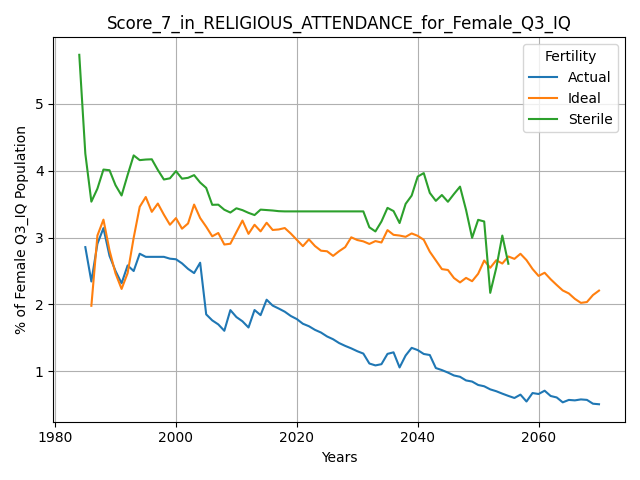 Score_7_in_RELIGIOUS_ATTENDANCE_for_Female_Q3_IQ
Fertility
Actual
Ideal
Sterile
% of Female Q3_IQ Population
5
4
3
2
1
1980 2000 2020 2040 2060
Years